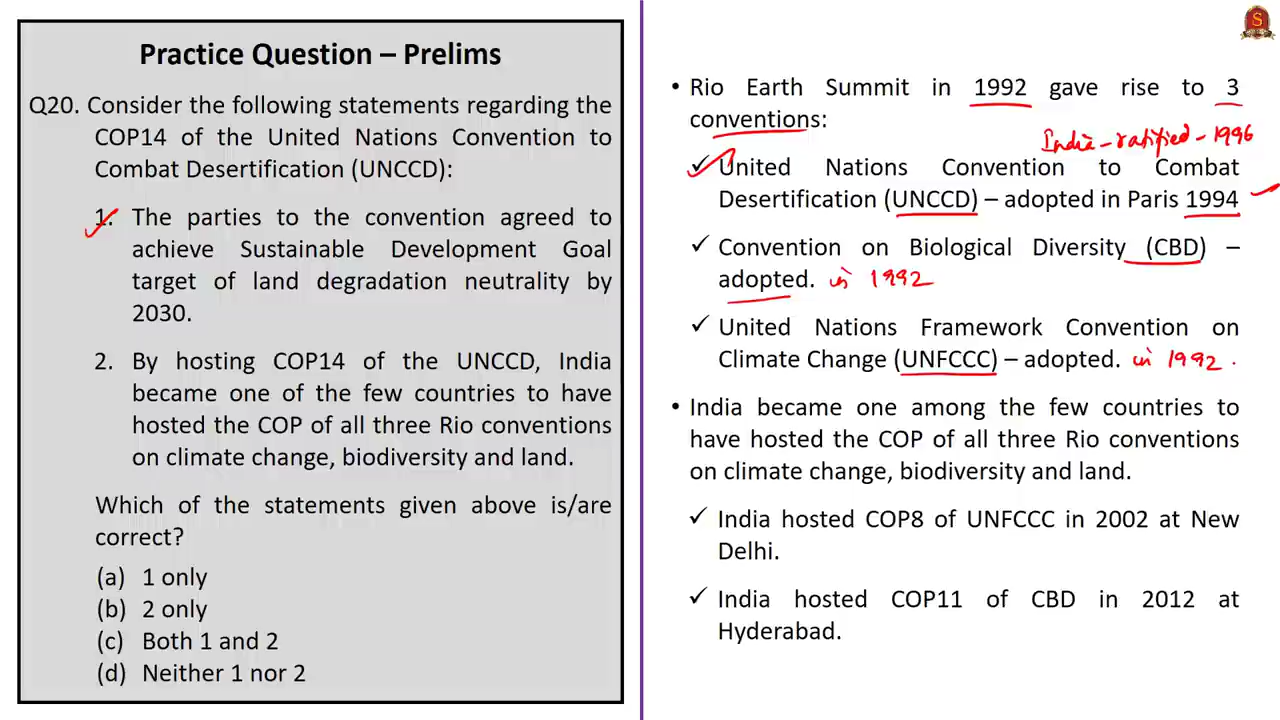 Practice Question – Prelims
Q20. Consider the following statements regarding the
COP14 of the United Nations Convention to
Combat Desertification (UNCCD):
1. The parties to the convention agreed to
achieve Sustainable Development Goal
target of land degradation neutrality by
2030.
2. By hosting COP14 of the UNCCD, India
became one of the few countries to have
hosted the COP of all three Rio conventions
on climate change, biodiversity and land.
Which of the statements given above is/are
correct?
(a) 1 only
(b) 2 only
(c) Both 1 and 2
(d) Neither 1 nor 2
• Rio Earth Summit in 1992 gave rise to 3
conventions:
India – ratified – 1996
✓ United Nations Convention to Combat
Desertification (UNCCD) – adopted in Paris 1994
✓ Convention on Biological Diversity (CBD) –
adopted. in 1992
✓ United Nations Framework Convention on
Climate Change (UNFCCC) – adopted. in 1992.
• India became one among the few countries to
have hosted the COP of all three Rio conventions
on climate change, biodiversity and land.
✓ India hosted COP8 of UNFCCC in 2002 at New
Delhi.
✓ India hosted COP11 of CBD in 2012 at
Hyderabad.